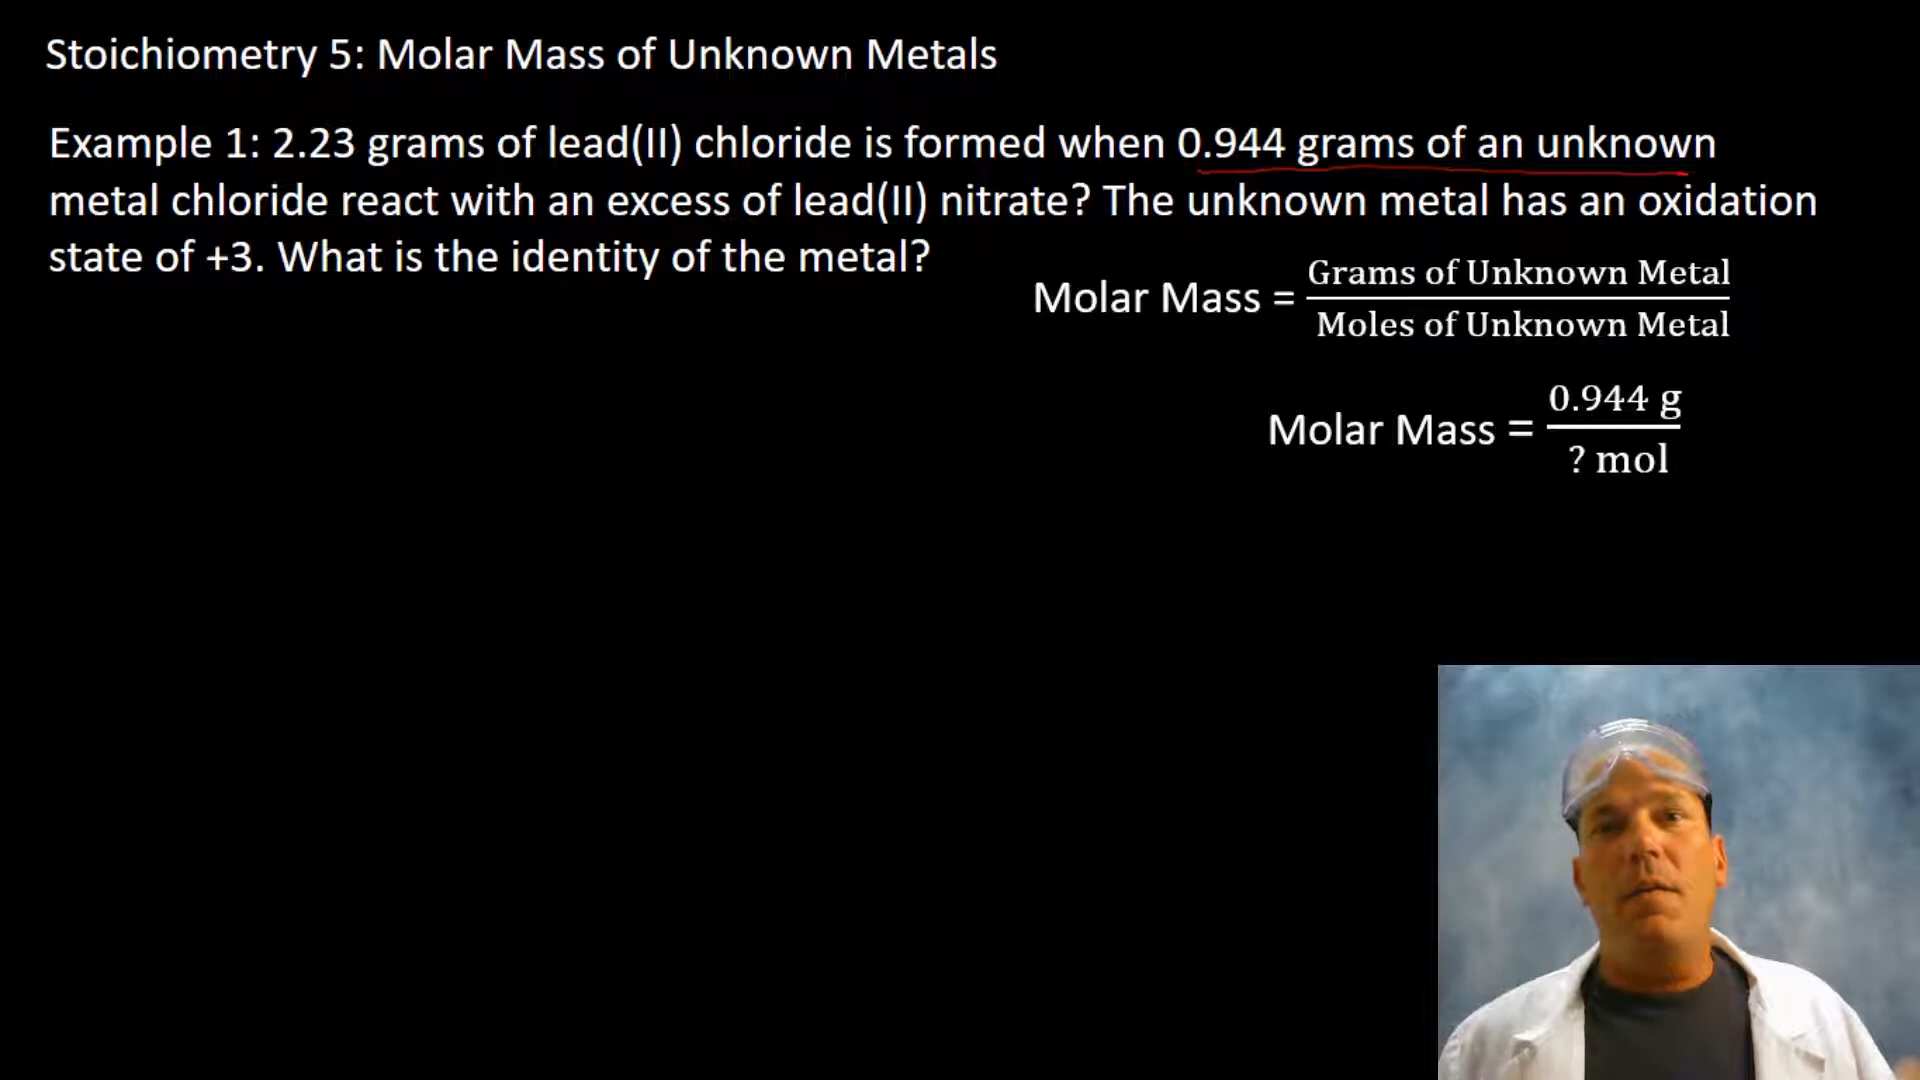 Stoichiometry 5: Molar Mass of Unknown Metals
Example 1: 2.23 grams of lead(II) chloride is formed when 0.944 grams of an unknown
metal chloride react with an excess of lead(II) nitrate? The unknown metal has an oxidation
state of +3. What is the identity of the metal?
Molar Mass = Grams of Unknown Metal
Moles of Unknown Metal
Molar Mass = 0.944 g
? mol